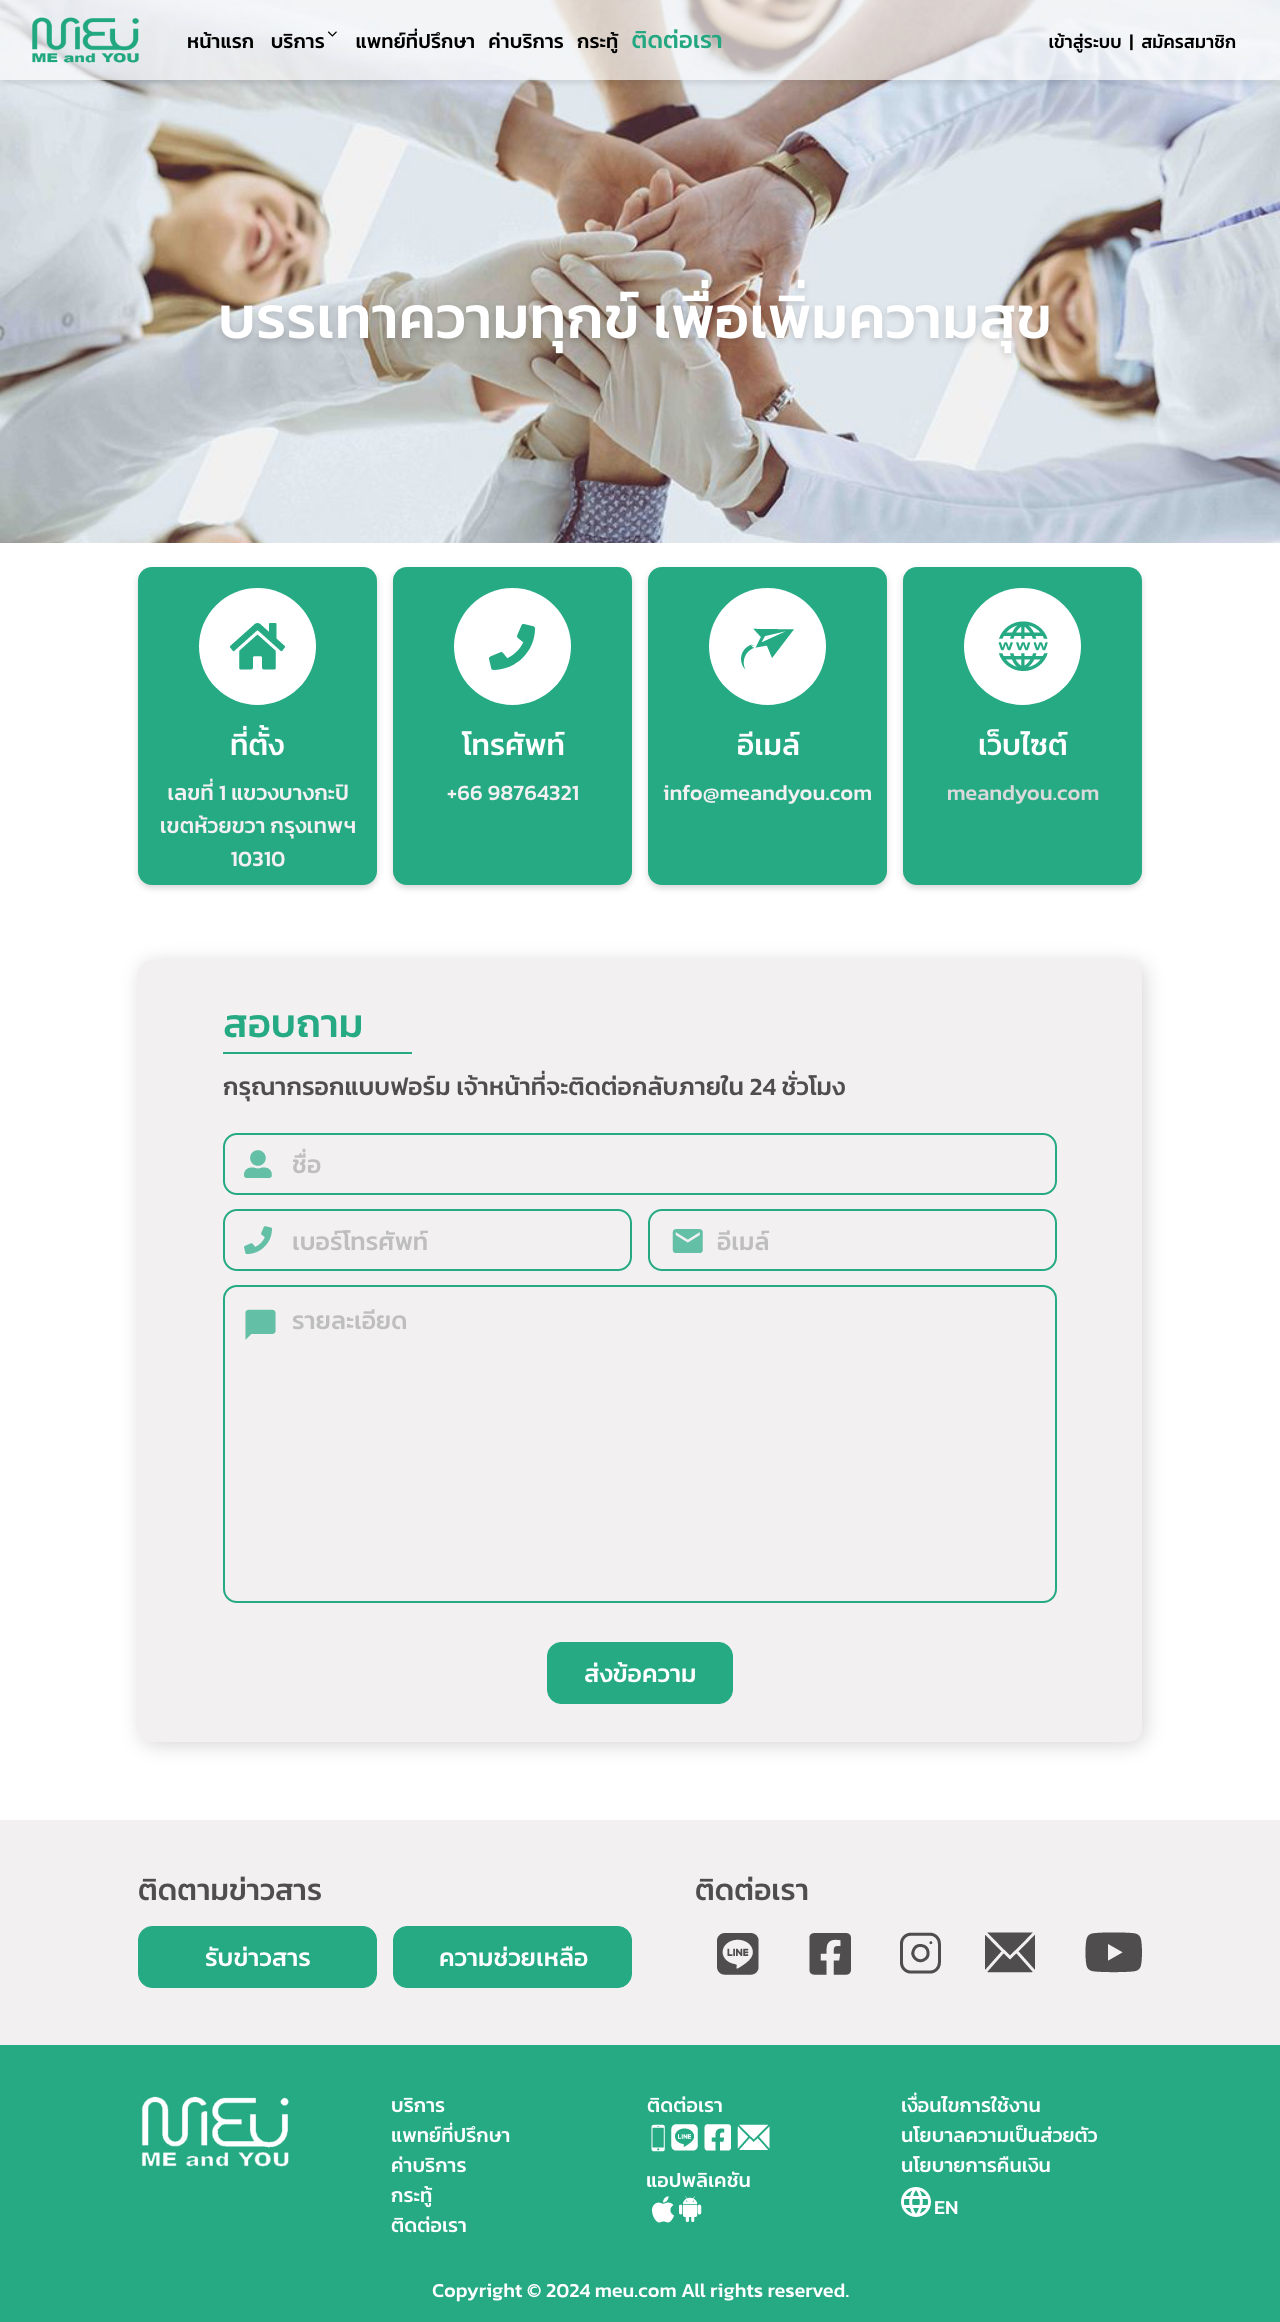 MEU
ME and YOU
หน้าแรก บริการ แพทย์ที่ปรึกษา ค่าบริการ กระทู้ ติดต่อเรา
เข้าสู่ระบบ | สมัครสมาชิก
บรรเทาความทุกข์ เพื่อเพิ่มความสุข
ที่ตั้ง
เลขที่ 1 แขวงบางกะปิ
เขตห้วยขวา กรุงเทพฯ
10310
โทรศัพท์
+66 98764321
อีเมล์
info@meandyou.com
WWW
เว็บไซต์
meandyou.com
สอบถาม
กรุณากรอกแบบฟอร์ม เจ้าหน้าที่จะติดต่อกลับภายใน 24 ชั่วโมง
ชื่อ
เบอร์โทรศัพท์
อีเมล์
รายละเอียด
ส่งข้อความ
ติดตามข่าวสาร
รับข่าวสาร
ความช่วยเหลือ
ติดต่อเรา
LINE
MEU
ME and YOU
บริการ
แพทย์ที่ปรึกษา
ค่าบริการ
กระทู้
ติดต่อเรา
ติดต่อเรา
LINE
แอปพลิเคชัน
เงื่อนไขการใช้งาน
นโยบาลความเป็นส่วยตัว
นโยบายการคืนเงิน
EN
Copyright © 2024 meu.com All rights reserved.